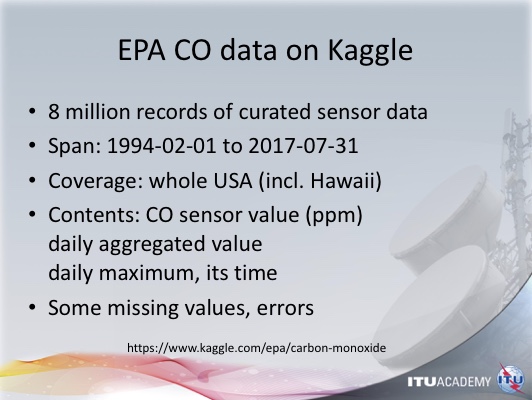 EPA CO data on Kaggle
• 8 million records of curated sensor data
• Span: 1994-02-01 to 2017-07-31
• Coverage: whole USA (incl. Hawaii)
• Contents: CO sensor value (ppm)
daily aggregated value
daily maximum, its time
• Some missing values, errors
https://www.kaggle.com/epa/carbon-monoxide
ITUACADEMY ITU